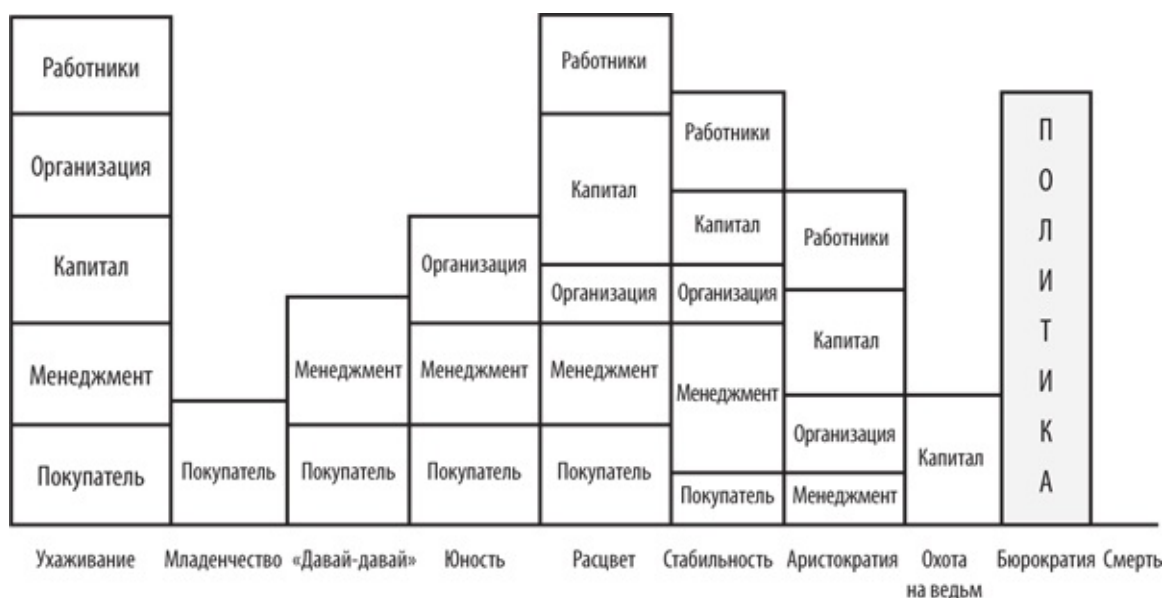 Работники
Организация
Капитал
Менеджмент
Покупатель
Покупатель
Менеджмент
Покупатель
Организация
Менеджмент
Покупатель
Работники
Капитал
Организация
Менеджмент
Покупатель
Работники
Капитал
Организация
Менеджмент
Покупатель
Работники
Капитал
Организация
Менеджмент
Капитал
П
О
Л
И
Т
И
К
А
Ухаживание
Младенчество
«Давай-давай»
Юность
Расцвет
Стабильность
Аристократия
Охота
на ведьм
Бюрократия
Смерть